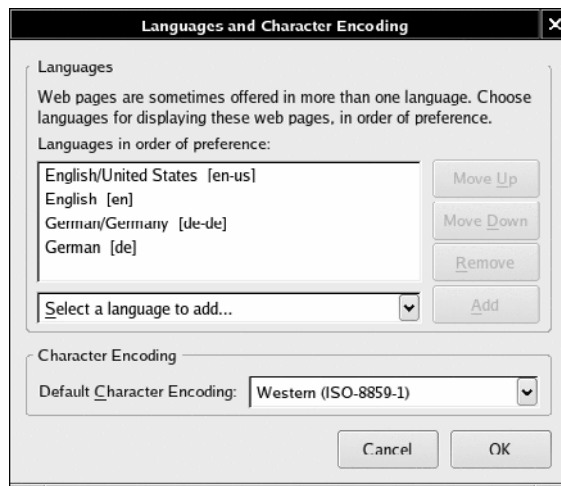 Languages and Character Encoding
Languages
Web pages are sometimes offered in more than one language. Choose
languages for displaying these web pages, in order of preference.
Languages in order of preference:
English/United States [en-us]
English [en]
German/Germany [de-de]
German [de]
Move Up
Move Down
Remove
Select a language to add...
Add
Character Encoding
Default Character Encoding: Western (ISO-8859-1)
Cancel OK